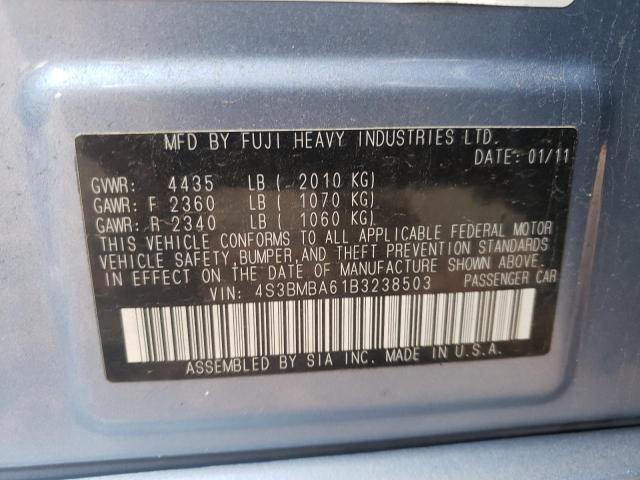 MFD BY FUJI HEAVY INDUSTRIES LTD.
DATE: 01/11
GVWR: 4435 LB ( 2010 KG)
GAWR: F 2360 LB ( 1070 KG)
GAWR: R 2340 LB ( 1060 KG)
THIS VEHICLE CONFORMS TO ALL APPLICABLE FEDERAL MOTOR
VEHICLE SAFETY, BUMPER, AND THEFT PREVENTION STANDARDS
IN EFFECT ON THE DATE OF MANUFACTURE SHOWN ABOVE.
VIN: 4S3BMBA61B3238503 PASSENGER CAR
ASSEMBLED BY SIA INC. MADE IN U.S.A.